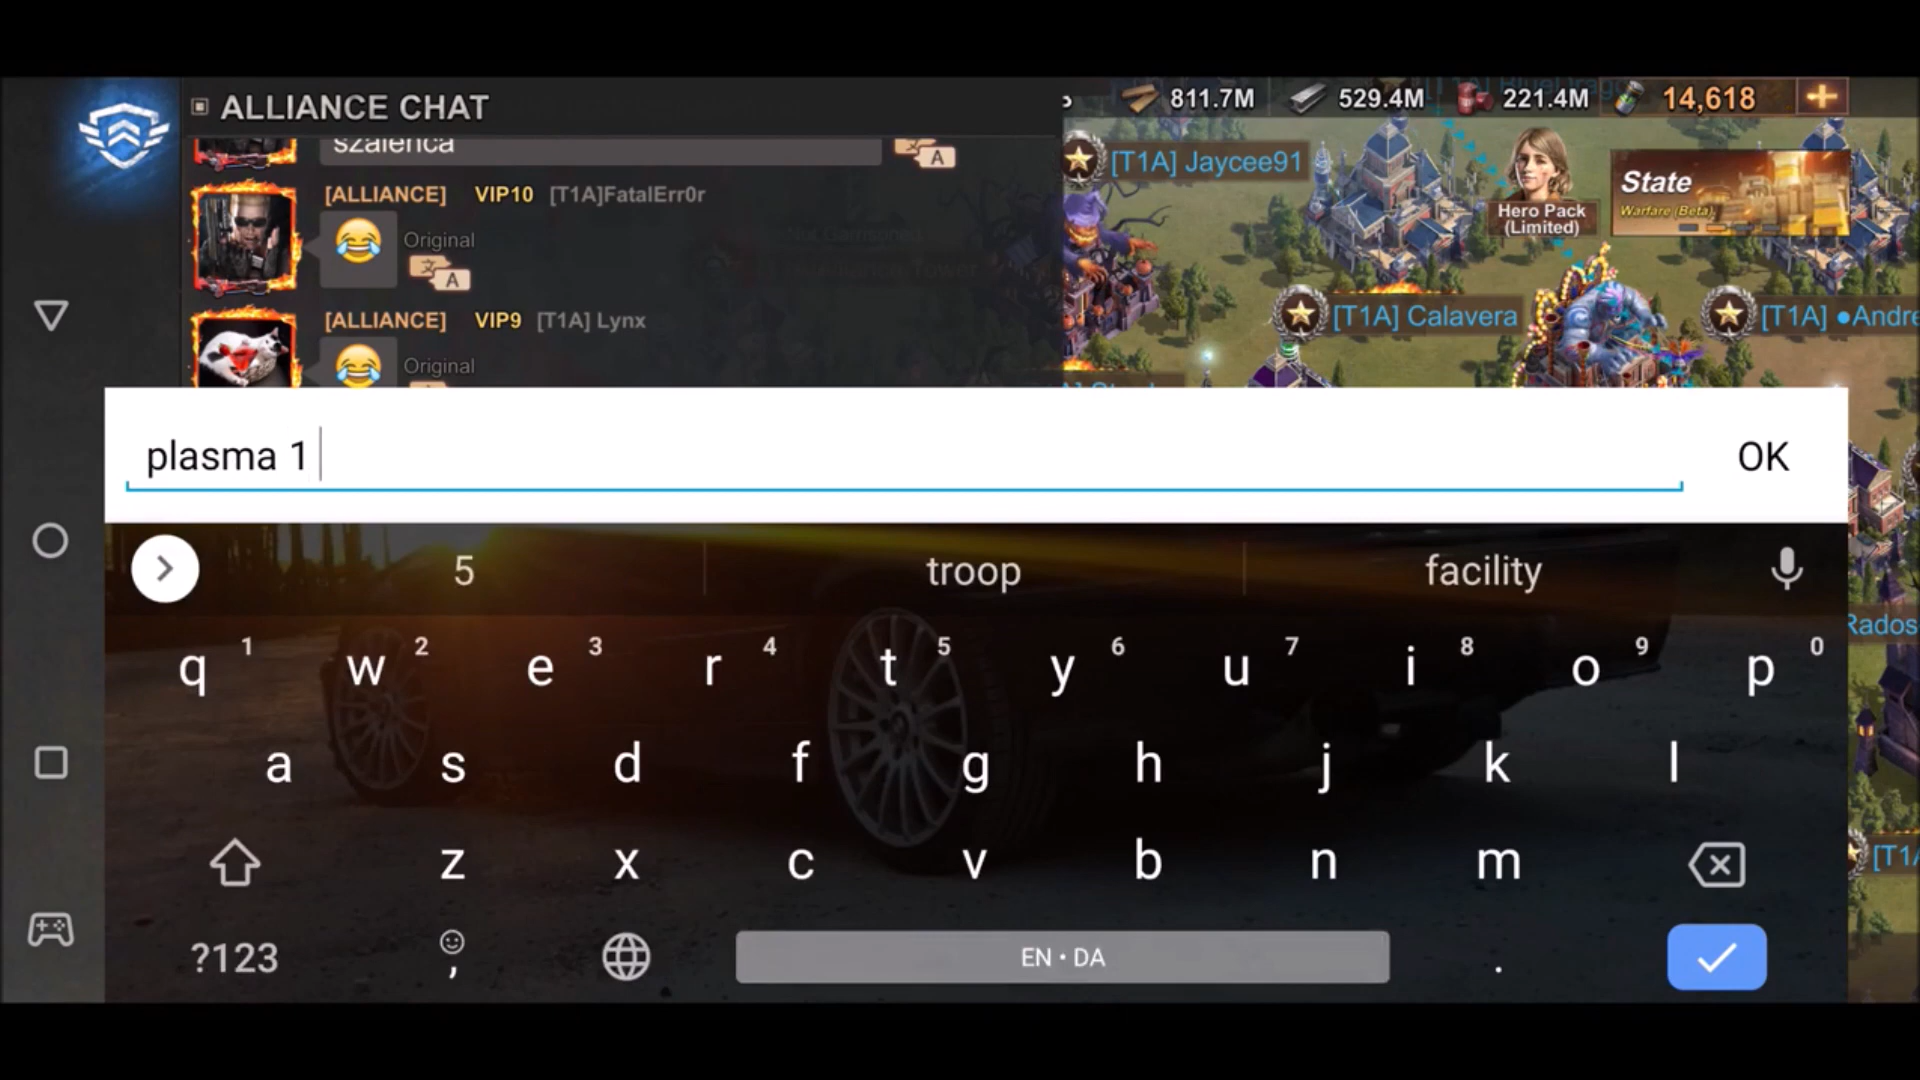 ALLIANCE CHAT
szalenca
A
[ALLIANCE] VIP10 [T1A]FatalErr0r
Original
A
[ALLIANCE] VIP9 [T1A] Lynx
Original
811.7M 529.4M 221.4M 14,618 +
[T1A] Jaycee91
Hero Pack
(Limited)
State
Warfare (Beta)
[T1A] Calavera
[T1A] ●Andre
plasma 1
OK
5 troop facility
q 1 w 2 e 3 r 4 t 5 y 6 u 7 i 8 o 9 p 0
a s d f g h j k l
z x c v b n m
?123 , EN • DA .
Rados
[T1A